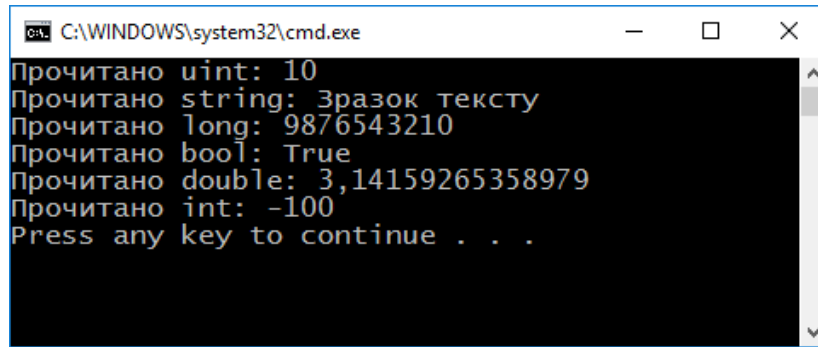 C:\WINDOWS\system32\cmd.exe
Прочитано uint: 10
Прочитано string: Зразок тексту
Прочитано long: 9876543210
Прочитано bool: True
Прочитано double: 3,14159265358979
Прочитано int: -100
Press any key to continue . . .